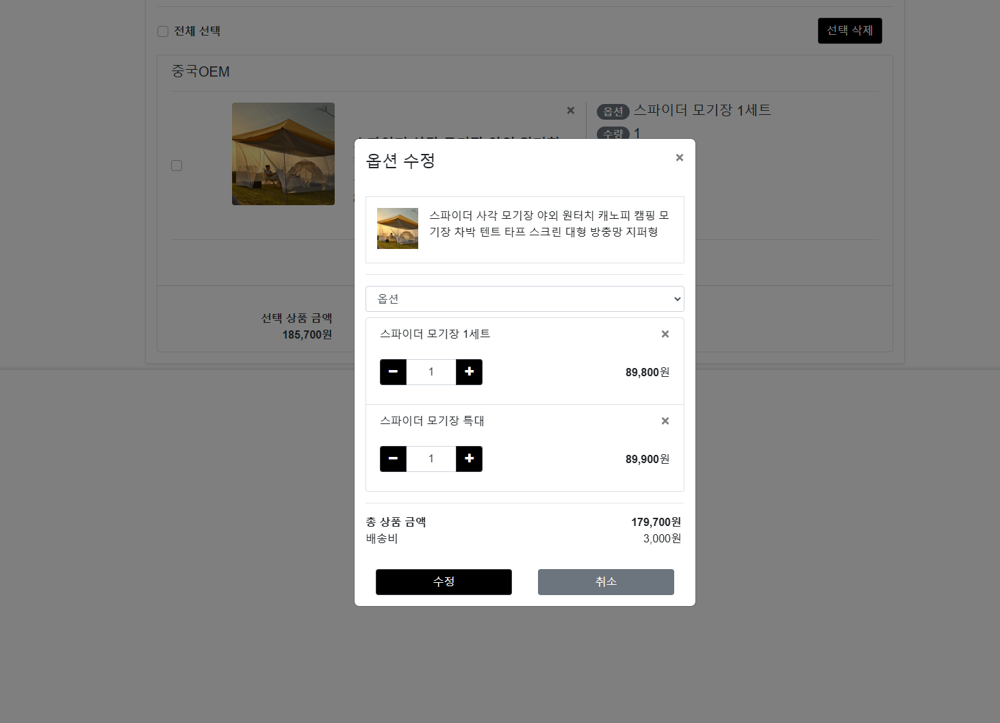 전체 선택
선택 삭제
중국OEM
×
옵션 스파이더 모기장 1세트
수량 1
옵션 수정
×
스파이더 사각 모기장 야외 원터치 캐노피 캠핑 모
기장 차박 텐트 타프 스크린 대형 방충망 지퍼형
옵션
스파이더 모기장 1세트
×
1
89,800원
스파이더 모기장 특대
×
1
89,900원
총 상품 금액
179,700원
배송비
3,000원
수정
취소
선택 상품 금액
185,700원